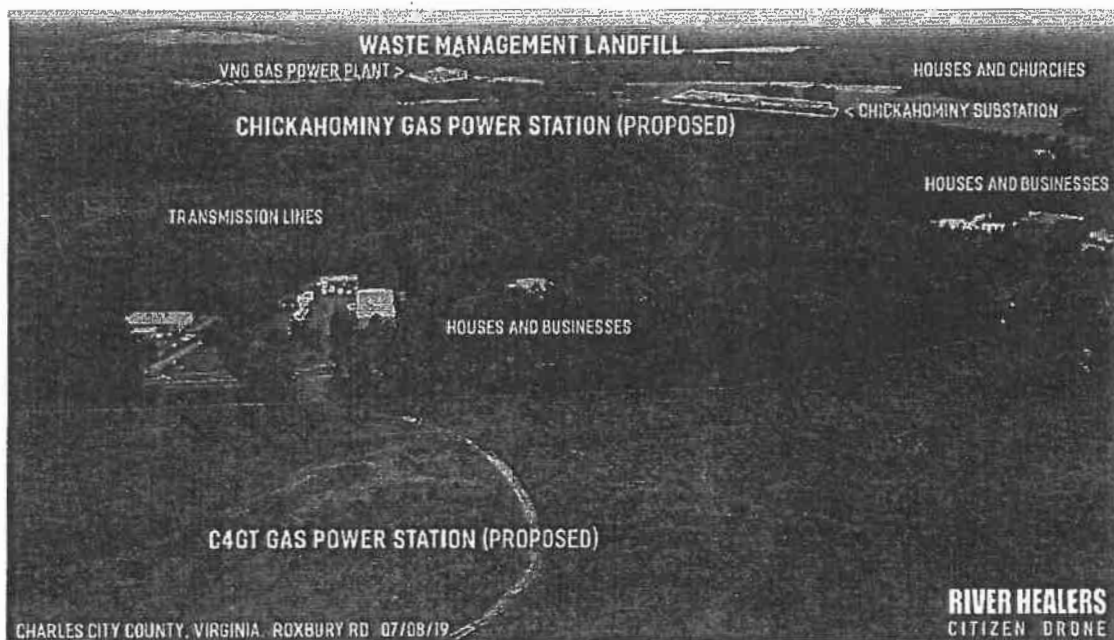 WASTE MANAGEMENT LANDFILL
VNG GAS POWER PLANT >
HOUSES AND CHURCHES
< CHICKAHOMINY SUBSTATION
CHICKAHOMINY GAS POWER STATION (PROPOSED)
HOUSES AND BUSINESSES
TRANSMISSION LINES
HOUSES AND BUSINESSES
C4GT GAS POWER STATION (PROPOSED)
RIVER HEALERS
CITIZEN DRONE
CHARLES CITY COUNTY, VIRGINIA. ROXBURY RD 07/08/19